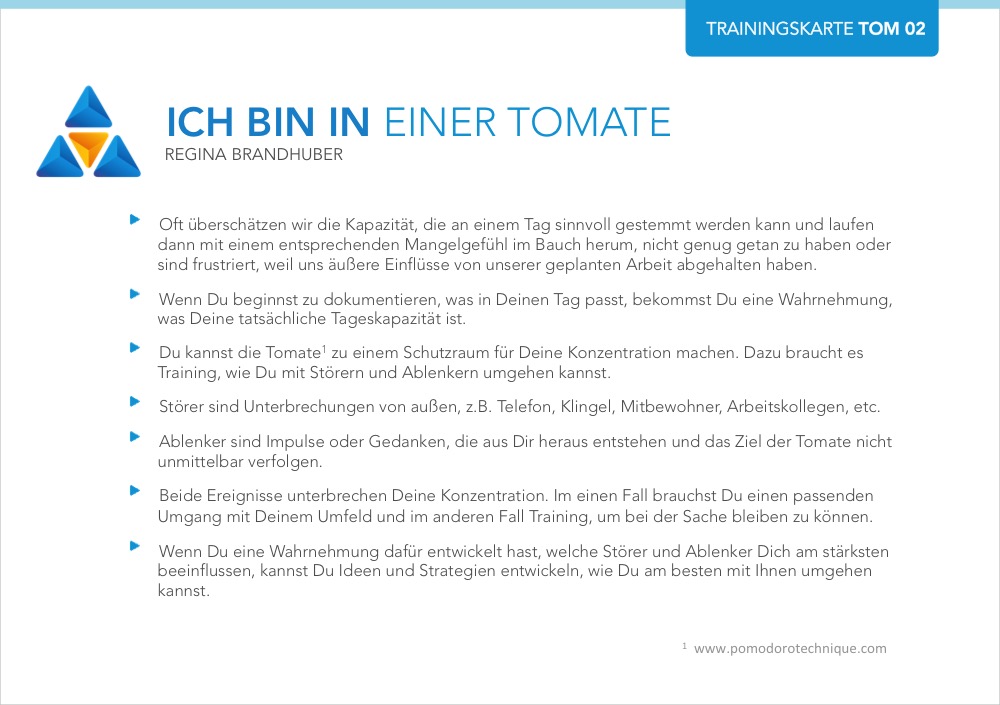 TRAININGSKARTE TOM 02
ICH BIN IN EINER TOMATE
REGINA BRANDHUBER
Oft überschätzen wir die Kapazität, die an einem Tag sinnvoll gestemmt werden kann und laufen
dann mit einem entsprechenden Mangelgefühl im Bauch herum, nicht genug getan zu haben oder
sind frustriert, weil uns äußere Einflüsse von unserer geplanten Arbeit abgehalten haben.
Wenn Du beginnst zu dokumentieren, was in Deinen Tag passt, bekommst Du eine Wahrnehmung,
was Deine tatsächliche Tageskapazität ist.
Du kannst die Tomate¹ zu einem Schutzraum für Deine Konzentration machen. Dazu braucht es
Training, wie Du mit Störern und Ablenkern umgehen kannst.
Störer sind Unterbrechungen von außen, z.B. Telefon, Klingel, Mitbewohner, Arbeitskollegen, etc.
Ablenker sind Impulse oder Gedanken, die aus Dir heraus entstehen und das Ziel der Tomate nicht
unmittelbar verfolgen.
Beide Ereignisse unterbrechen Deine Konzentration. Im einen Fall brauchst Du einen passenden
Umgang mit Deinem Umfeld und im anderen Fall Training, um bei der Sache bleiben zu können.
Wenn Du eine Wahrnehmung dafür entwickelt hast, welche Störer und Ablenker Dich am stärksten
beeinflussen, kannst Du Ideen und Strategien entwickeln, wie Du am besten mit Ihnen umgehen
kannst.
¹ www.pomodorotechnique.com